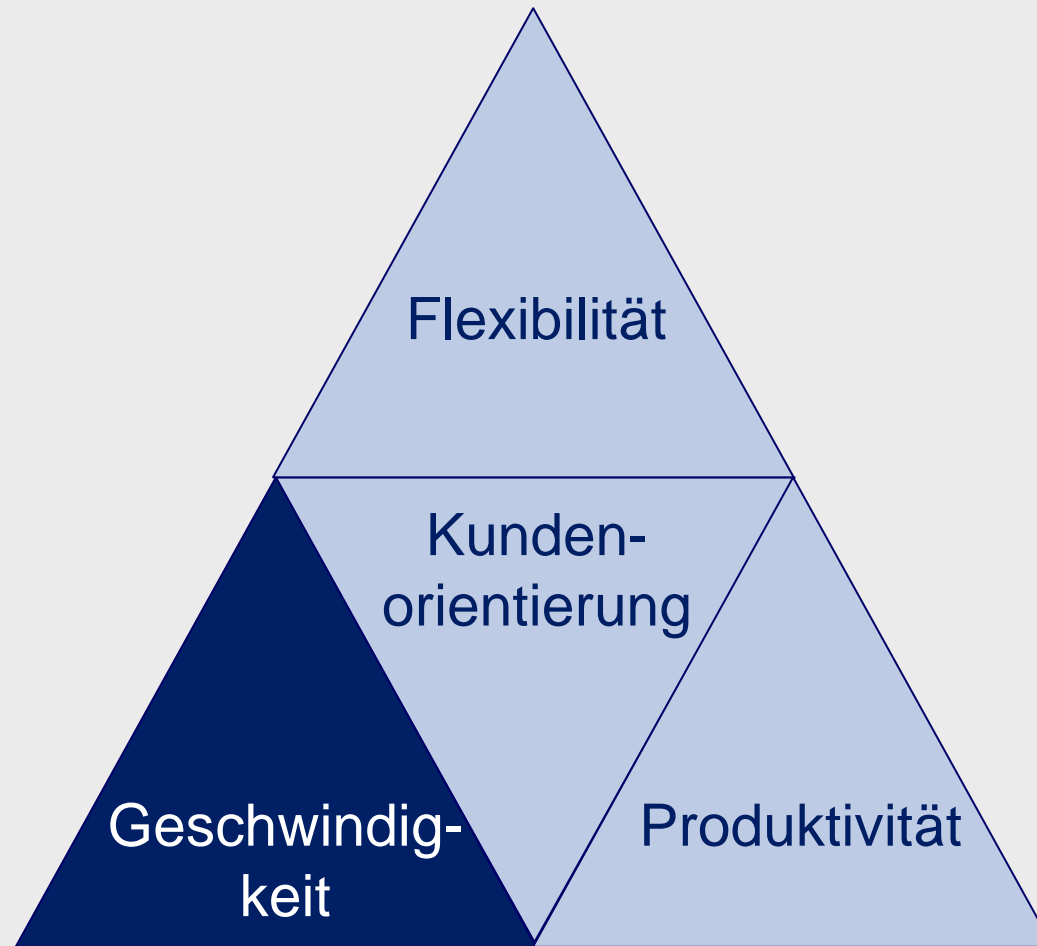 Flexibilität
Kunden-
orientierung
Geschwindig-
keit
Produktivität